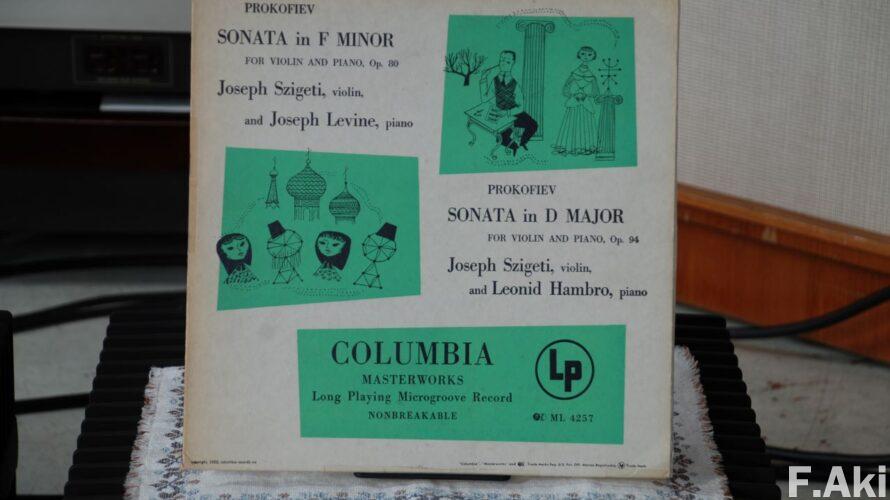 PROKOFIEV
SONATA in F MINOR
FOR VIOLIN AND PIANO, Op. 80
Joseph Szigeti, violin,
and Joseph Levine, piano
PROKOFIEV
SONATA in D MAJOR
FOR VIOLIN AND PIANO, Op. 94
Joseph Szigeti, violin,
and Leonid Hambro, piano
COLUMBIA
MASTERWORKS
Long Playing Microgroove Record
NONBREAKABLE
LP
ML 4257
F.Aki